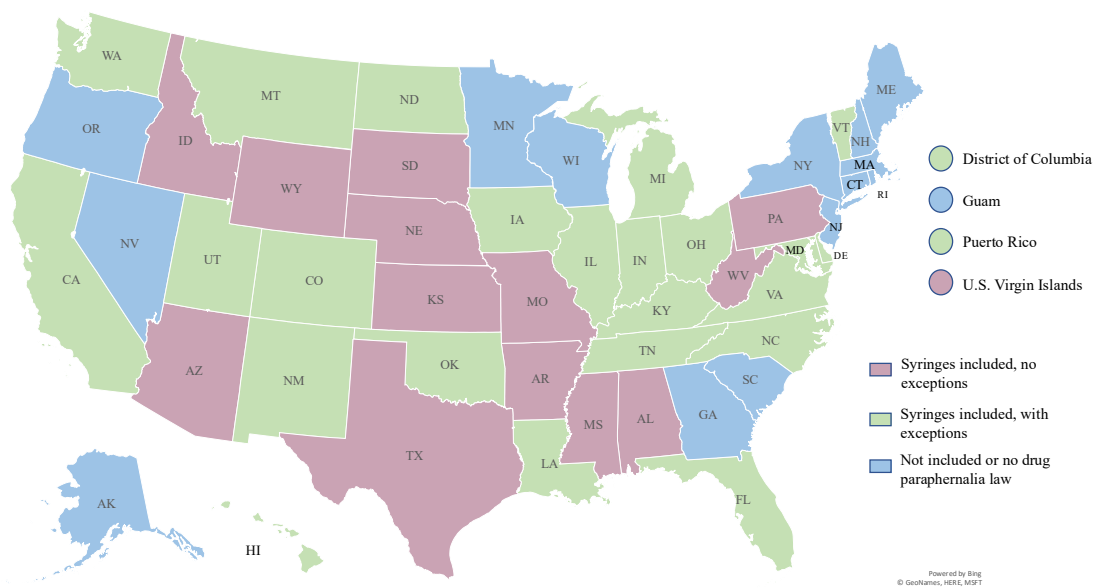 WA
MT
ND
MN
ME
OR
ID
SD
WI
VT
NH
NY
MA
CT
RI
MI
WY
IA
NE
PA
NJ
NV
UT
CO
IL
IN
OH
MD
DE
WV
VA
CA
KS
MO
KY
NC
TN
AZ
NM
OK
AR
SC
MS
AL
GA
TX
LA
FL
AK
HI
District of Columbia
Guam
Puerto Rico
U.S. Virgin Islands
Syringes included, no
exceptions
Syringes included, with
exceptions
Not included or no drug
paraphernalia law
Powered by Bing
© GeoNames, HERE, MSFT